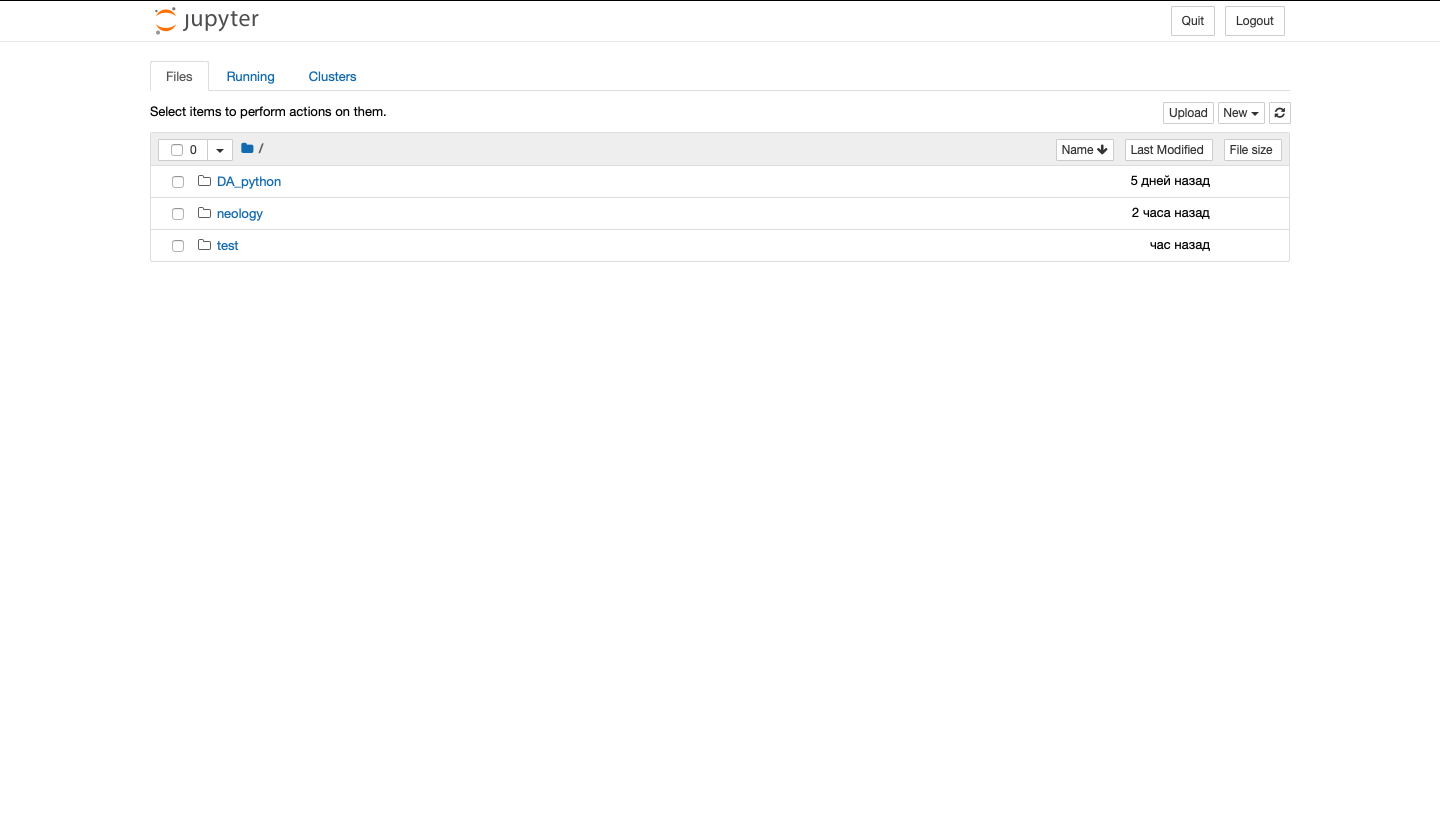 jupyter Quit Logout
Files Running Clusters
Select items to perform actions on them. Upload New
0 / Name Last Modified File size
DA_python 5 дней назад
neology 2 часа назад
test час назад